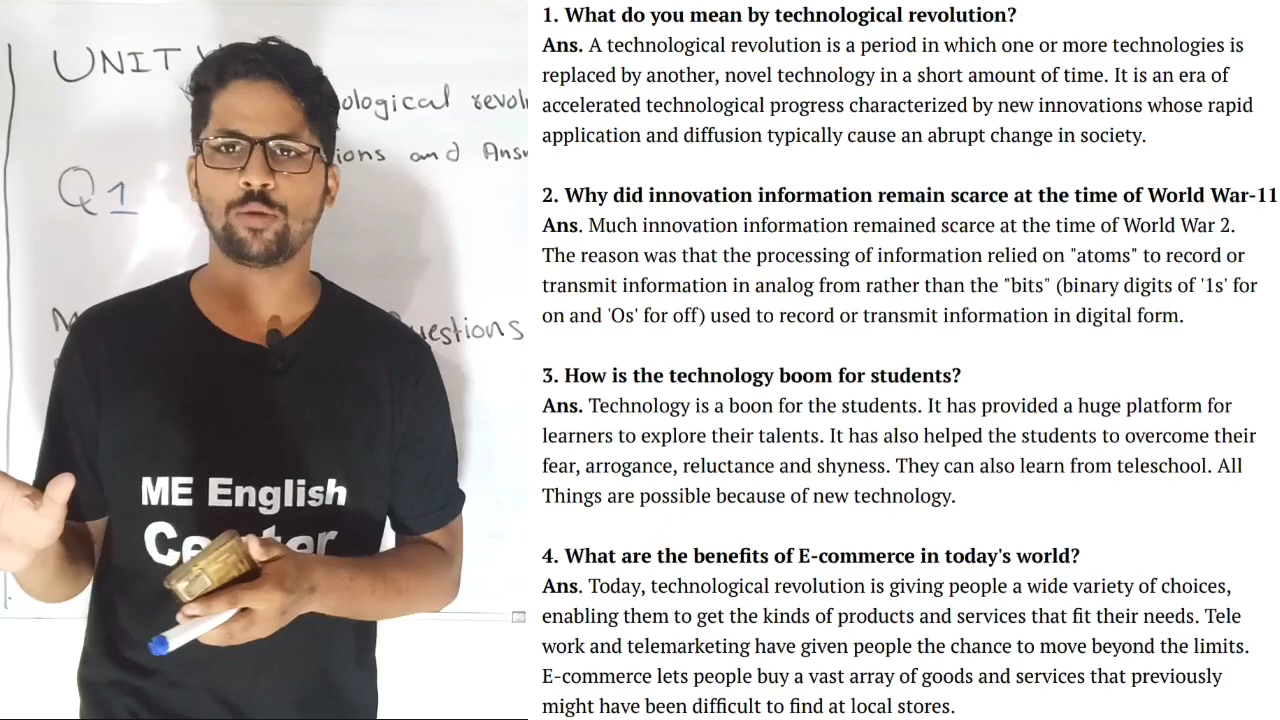 UNIT
ological revol
ions and Answ
Q1
uestions
ME English
1. What do you mean by technological revolution?
Ans. A technological revolution is a period in which one or more technologies is
replaced by another, novel technology in a short amount of time. It is an era of
accelerated technological progress characterized by new innovations whose rapid
application and diffusion typically cause an abrupt change in society.
2. Why did innovation information remain scarce at the time of World War-11
Ans. Much innovation information remained scarce at the time of World War 2.
The reason was that the processing of information relied on "atoms" to record or
transmit information in analog from rather than the "bits" (binary digits of '1s' for
on and 'Os' for off) used to record or transmit information in digital form.
3. How is the technology boom for students?
Ans. Technology is a boon for the students. It has provided a huge platform for
learners to explore their talents. It has also helped the students to overcome their
fear, arrogance, reluctance and shyness. They can also learn from teleschool. All
Things are possible because of new technology.
4. What are the benefits of E-commerce in today's world?
Ans. Today, technological revolution is giving people a wide variety of choices,
enabling them to get the kinds of products and services that fit their needs. Tele
work and telemarketing have given people the chance to move beyond the limits.
E-commerce lets people buy a vast array of goods and services that previously
might have been difficult to find at local stores.